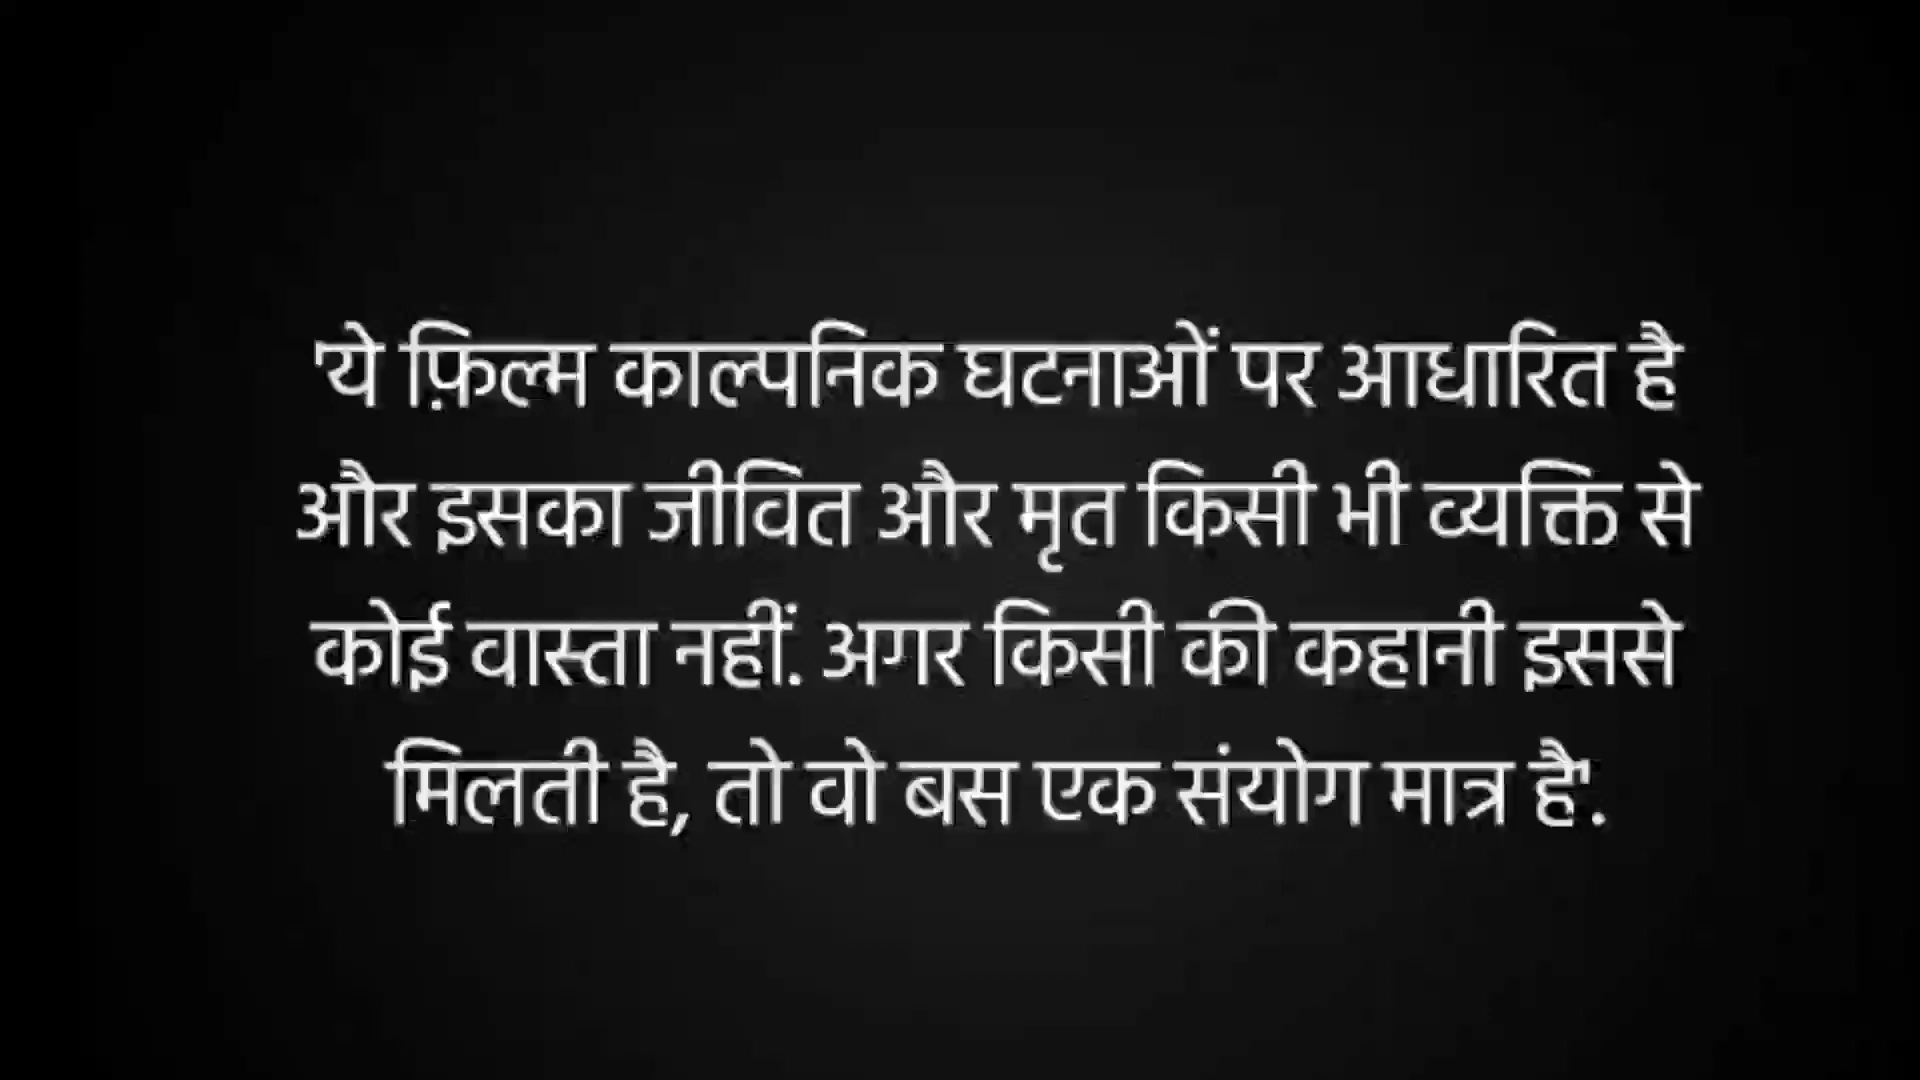 'ये फ़िल्म काल्पनिक घटनाओं पर आधारित है
और इसका जीवित और मृत किसी भी व्यक्ति से
कोई वास्ता नहीं. अगर किसी की कहानी इससे
मिलती है, तो वो बस एक संयोग मात्र है'.